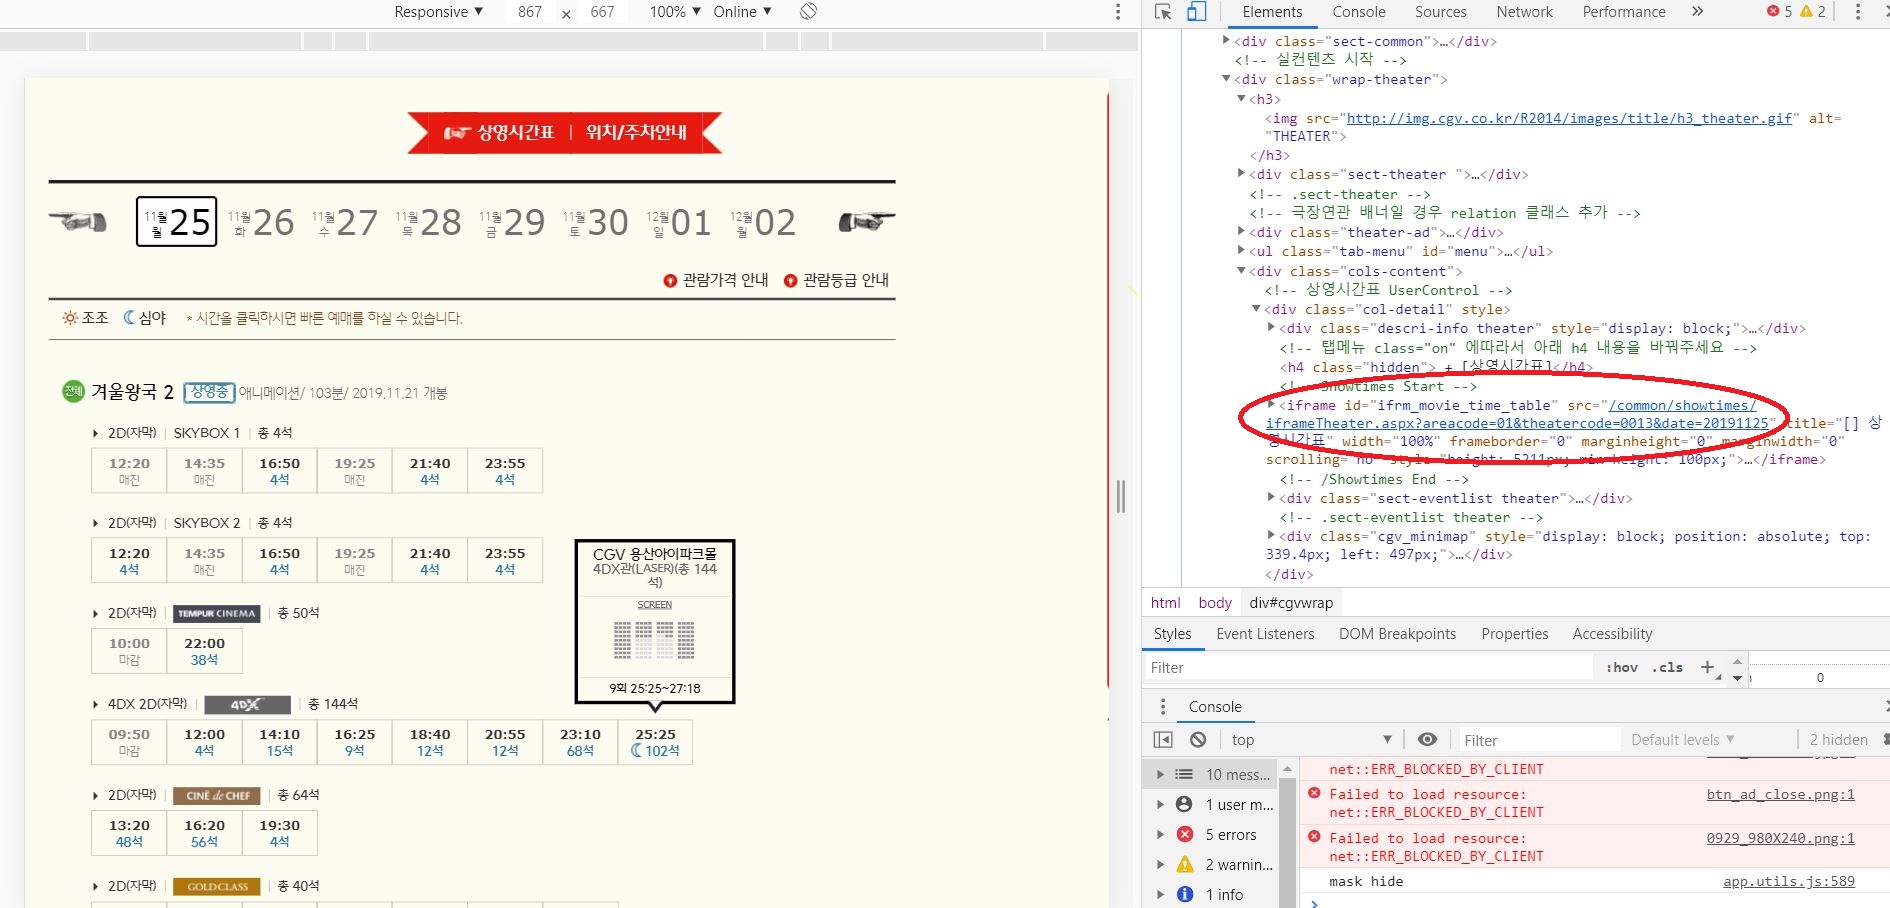 Responsive ▼ 867 × 667 100% ▼ Online ▼
상영시간표 | 위치/주차안내
11월 월 25 11월 화 26 11월 수 27 11월 목 28 11월 금 29 11월 토 30 12월 일 01 12월 월 02
관람가격 안내 관람등급 안내
조조 심야 * 시간을 클릭하시면 빠른 예매를 하실 수 있습니다.
전체 겨울왕국 2 상영중 애니메이션/ 103분/ 2019.11.21 개봉
2D(자막) | SKYBOX 1 | 총 4석
12:20 14:35 16:50 19:25 21:40 23:55
매진 매진 4석 매진 4석 4석
2D(자막) | SKYBOX 2 | 총 4석
12:20 14:35 16:50 19:25 21:40 23:55
4석 매진 4석 매진 4석 4석
CGV 용산아이파크몰
4DX관(LASER)(총 144
석)
SCREEN
9회 25:25~27:18
2D(자막) | TEMPUR CINEMA | 총 50석
10:00 22:00
마감 38석
4DX 2D(자막) | 4DX | 총 144석
09:50 12:00 14:10 16:25 18:40 20:55 23:10 25:25
마감 4석 15석 9석 12석 12석 68석 102석
2D(자막) | CINÉ de CHEF | 총 64석
13:20 16:20 19:30
48석 56석 4석
2D(자막) | GOLD CLASS | 총 40석
Elements Console Sources Network Performance » 5 2
<div class="sect-common">…</div>
<!-- 실컨텐츠 시작 -->
<div class="wrap-theater">
<h3>
<img src="http://img.cgv.co.kr/R2014/images/title/h3_theater.gif" alt=
"THEATER">
</h3>
<div class="sect-theater ">…</div>
<!-- .sect-theater -->
<!-- 극장연관 배너일 경우 relation 클래스 추가 -->
<div class="theater-ad">…</div>
<ul class="tab-menu" id="menu">…</ul>
<div class="cols-content">
<!-- 상영시간표 UserControl -->
<div class="col-detail" style>
<div class="descri-info theater" style="display: block;">…</div>
<!-- 탭메뉴 class="on" 에따라서 아래 h4 내용을 바꿔주세요 -->
<h4 class="hidden"> + [상영시간표]</h4>
<!-- Showtimes Start -->
<iframe id="ifrm_movie_time_table" src="/common/showtimes/
iframeTheater.aspx?areacode=01&theatercode=0013&date=20191125" title="[] 상
영시간표" width="100%" frameborder="0" marginheight="0" marginwidth="0"
scrolling="no" style="height: 5211px; min-height: 100px;">…</iframe>
<!-- /Showtimes End -->
<div class="sect-eventlist theater">…</div>
<!-- .sect-eventlist theater -->
<div class="cgv_minimap" style="display: block; position: absolute; top:
339.4px; left: 497px;">…</div>
</div>
html body div#cgvwrap
Styles Event Listeners DOM Breakpoints Properties Accessibility
Filter :hov .cls +
0
Console
top ▼ Filter Default levels ▼ 2 hidden
10 mess...
1 user m...
5 errors
2 warnin...
1 info
net::ERR_BLOCKED_BY_CLIENT
Failed to load resource: btn_ad_close.png:1
net::ERR_BLOCKED_BY_CLIENT
Failed to load resource: 0929_980X240.png:1
net::ERR_BLOCKED_BY_CLIENT
mask hide app.utils.js:589